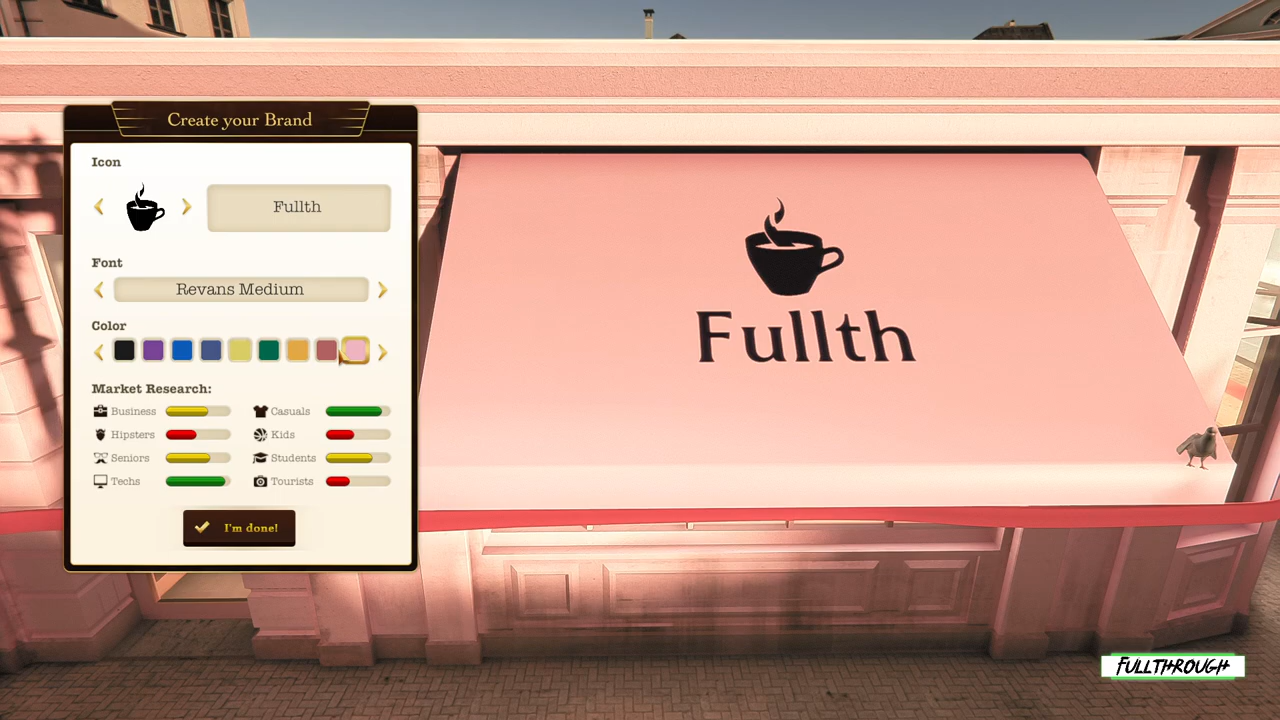 Create your Brand
Icon
Fullth
Font
Revans Medium
Color
Market Research:
Business
Casuals
Hipsters
Kids
Seniors
Students
Techs
Tourists
I'm done!
Fullth
FULLTHROUGH